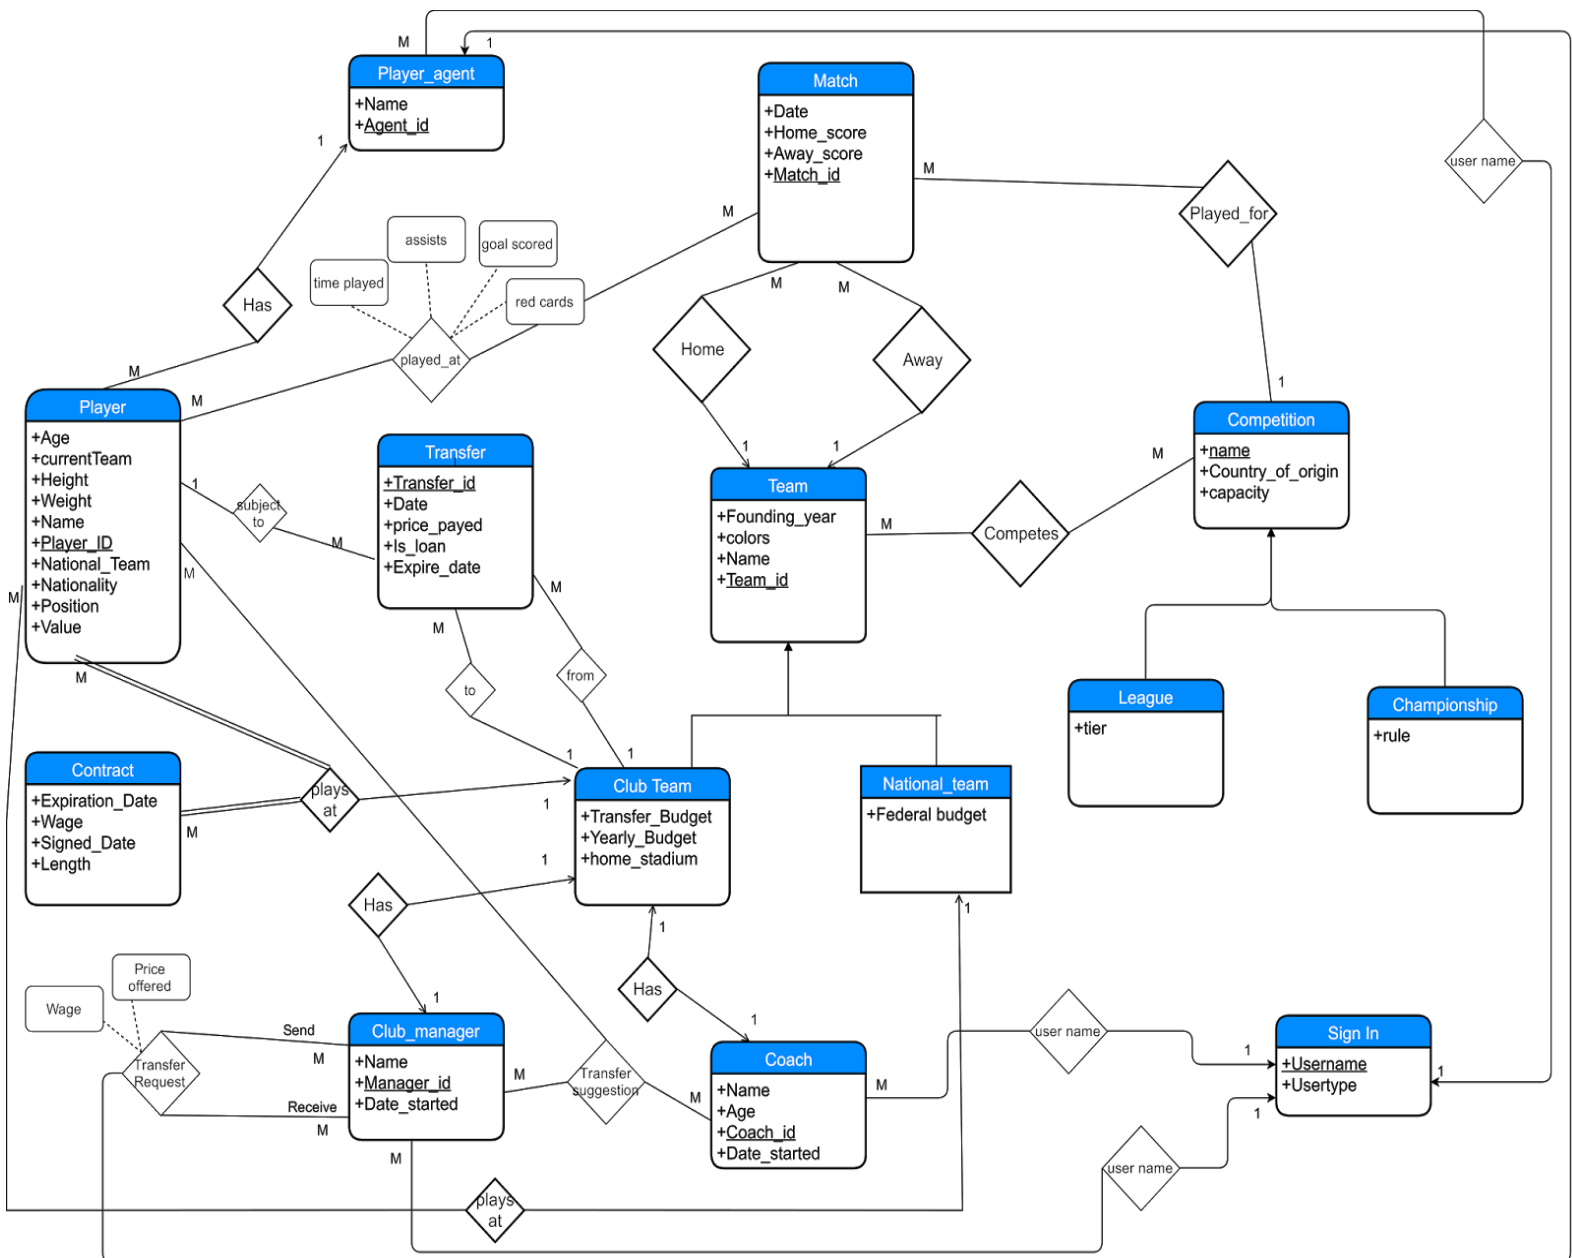 M
1
Player_agent
+Name
+Agent_id
1
Match
+Date
+Home_score
+Away_score
+Match_id
M
user name
Played_for
M
assists
goal scored
time played
red cards
Has
M
M
Home
Away
played_at
M
M
1
Player
+Age
+currentTeam
+Height
+Weight
+Name
+Player_ID
+National_Team
+Nationality
+Position
+Value
Transfer
+Transfer_id
+Date
+price_payed
+Is_loan
+Expire_date
1
subject
to
M
1
1
Team
+Founding_year
+colors
+Name
+Team_id
M
Competes
M
Competition
+name
+Country_of_origin
+capacity
M
M
M
M
M
to
from
1
1
League
+tier
Championship
+rule
Contract
+Expiration_Date
+Wage
+Signed_Date
+Length
M
plays
at
1
1
Club Team
+Transfer_Budget
+Yearly_Budget
+home_stadium
National_team
+Federal budget
Has
1
1
Has
1
1
Price
offered
Wage
Transfer
Request
Send
M
Receive
M
Club_manager
+Name
+Manager_id
+Date_started
M
Transfer
suggestion
M
Coach
+Name
+Age
+Coach_id
+Date_started
M
user name
1
Sign In
+Username
+Usertype
1
1
M
plays
at
user name